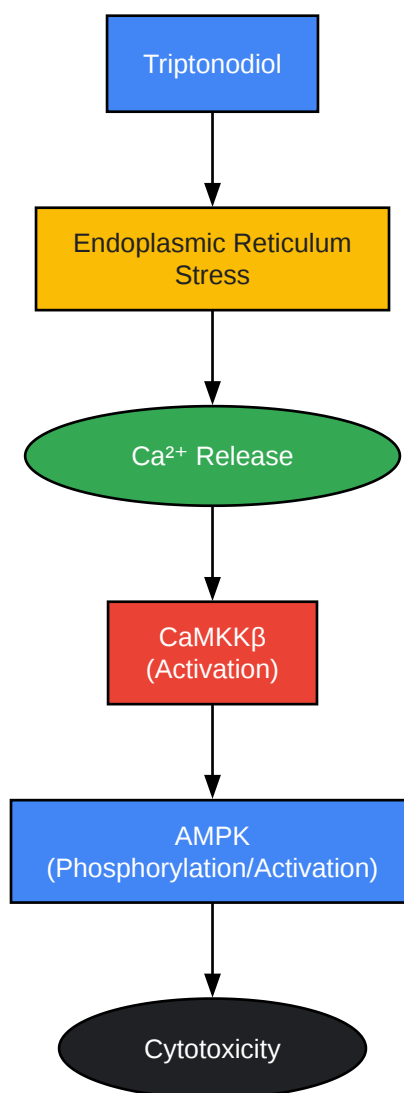 Triptonodiol
Endoplasmic Reticulum
Stress
Ca²⁺ Release
CaMKKβ
(Activation)
AMPK
(Phosphorylation/Activation)
Cytotoxicity